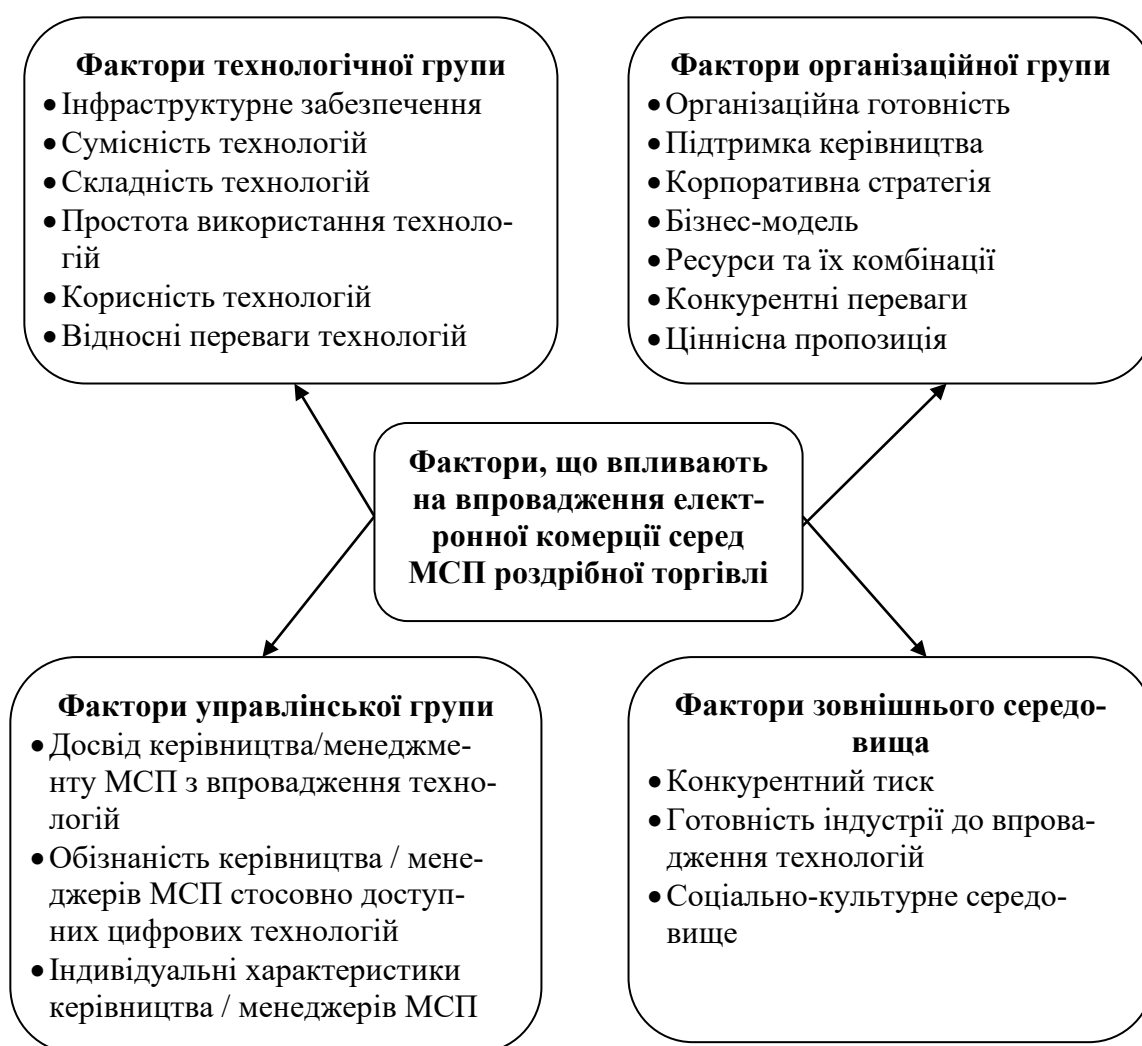 Фактори технологічної групи
• Інфраструктурне забезпечення
• Сумісність технологій
• Складність технологій
• Простота використання техноло-
гій
• Корисність технологій
• Відносні переваги технологій
Фактори організаційної групи
• Організаційна готовність
• Підтримка керівництва
• Корпоративна стратегія
• Бізнес-модель
• Ресурси та їх комбінації
• Конкурентні переваги
• Ціннісна пропозиція
Фактори, що впливають
на впровадження елект-
ронної комерції серед
МСП роздрібної торгівлі
Фактори управлінської групи
• Досвід керівництва/менеджме-
нту МСП з впровадження техно-
логій
• Обізнаність керівництва / мене-
джерів МСП стосовно доступ-
них цифрових технологій
• Індивідуальні характеристики
керівництва / менеджерів МСП
Фактори зовнішнього середо-
вища
• Конкурентний тиск
• Готовність індустрії до впрова-
дження технологій
• Соціально-культурне середо-
вище